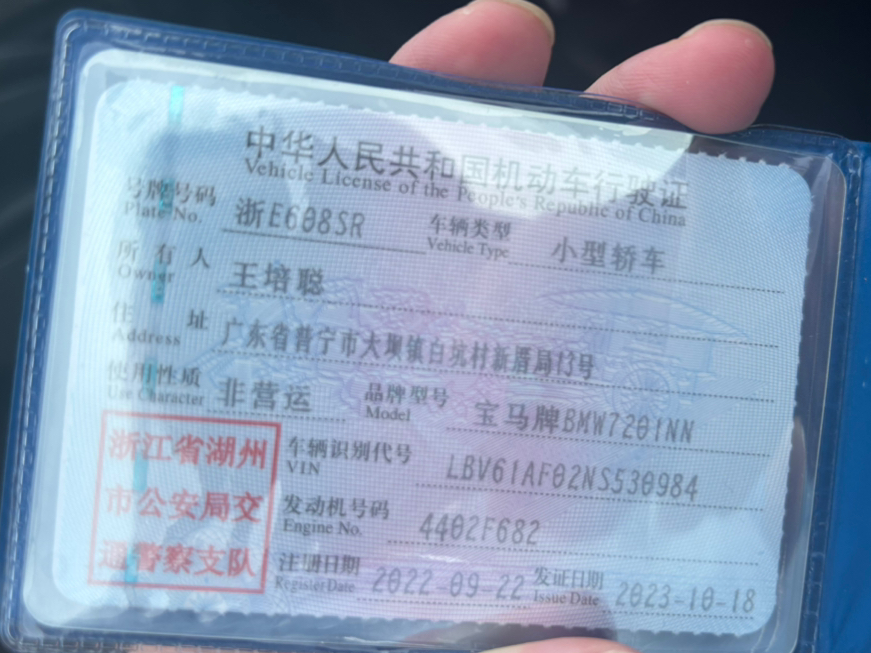 中华人民共和国机动车行驶证
Vehicle License of the People's Republic of China
号牌号码 浙E608SR 车辆类型 小型轿车
Plate No. Vehicle Type
所有人 王培聪
Owner
住址 广东省普宁市大坝镇白坑村新厝局13号
Address
使用性质 非营运 品牌型号 宝马牌BMW7201NN
Use Character Model
浙江省湖州
市公安局交
通警察支队
车辆识别代号 LBV61AF02NS530984
VIN
发动机号码 4402F682
Engine No.
注册日期 2022-09-22 发证日期 2023-10-18
Register Date Issue Date